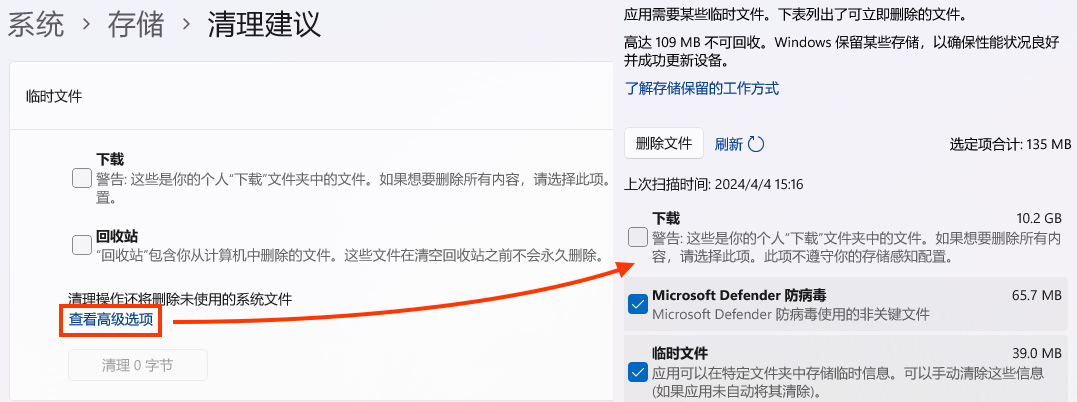 系统 > 存储 > 清理建议
临时文件
下载
警告: 这些是你的个人“下载”文件夹中的文件。如果想要删除所有内容，请选择此项。
置。
回收站
“回收站”包含你从计算机中删除的文件。这些文件在清空回收站之前不会永久删除。
清理操作还将删除未使用的系统文件
查看高级选项
清理 0 字节
应用需要某些临时文件。下表列出了可立即删除的文件。
高达 109 MB 不可回收。Windows 保留某些存储，以确保性能状况良好
并成功更新设备。
了解存储保留的工作方式
删除文件 刷新 选定项合计: 135 MB
上次扫描时间: 2024/4/4 15:16
下载 10.2 GB
警告: 这些是你的个人“下载”文件夹中的文件。如果想要删除所有内
容，请选择此项。此项不遵守你的存储感知配置。
Microsoft Defender 防病毒 65.7 MB
Microsoft Defender 防病毒使用的非关键文件
临时文件 39.0 MB
应用可以在特定文件夹中存储临时信息。可以手动清除这些信息
(如果应用未自动将其清除)。